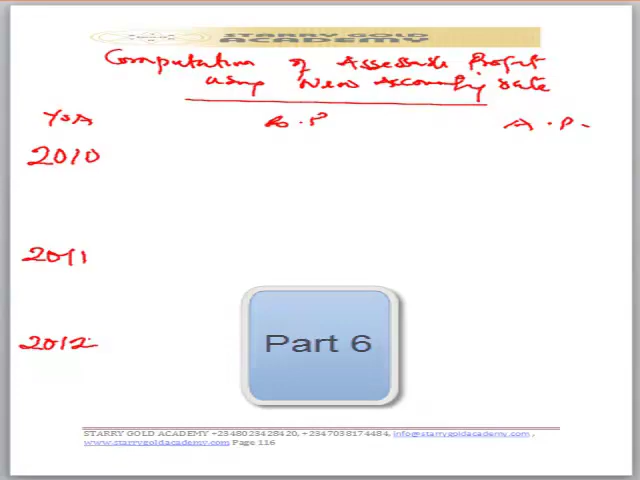 STARRY GOLD
ACADEMY
Computation of Assessable Profit
using New Accounting Date
YOA B.P A.P.
2010
2011
2012
Part 6
STARRY GOLD ACADEMY +2348023428420, +2347038174484, info@starrygoldacademy.com ,
www.starrygoldacademy.com Page 116